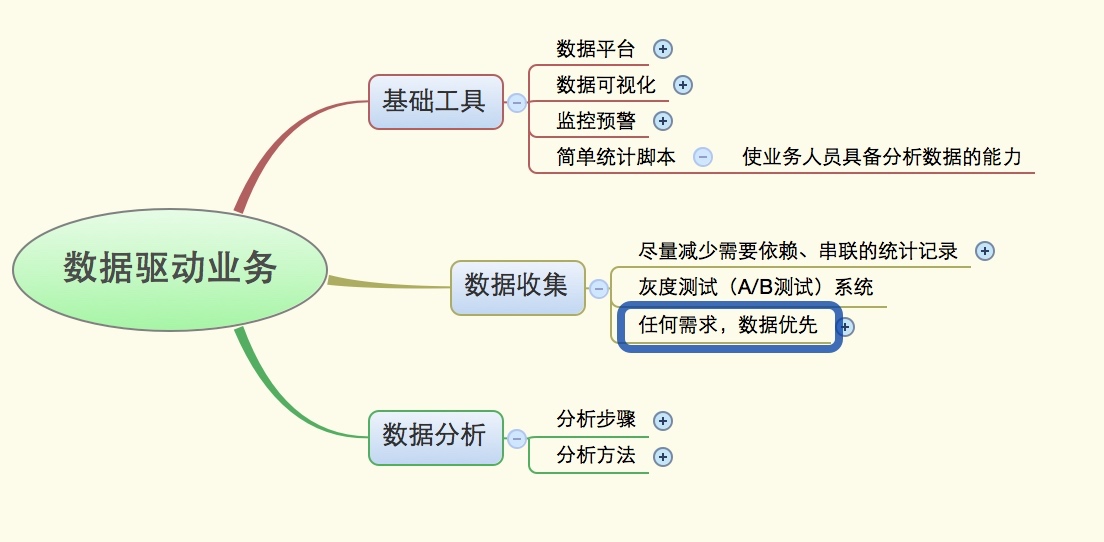 数据驱动业务
基础工具
数据平台
数据可视化
监控预警
简单统计脚本
使业务人员具备分析数据的能力
数据收集
尽量减少需要依赖、串联的统计记录
灰度测试（A/B测试）系统
任何需求，数据优先
数据分析
分析步骤
分析方法